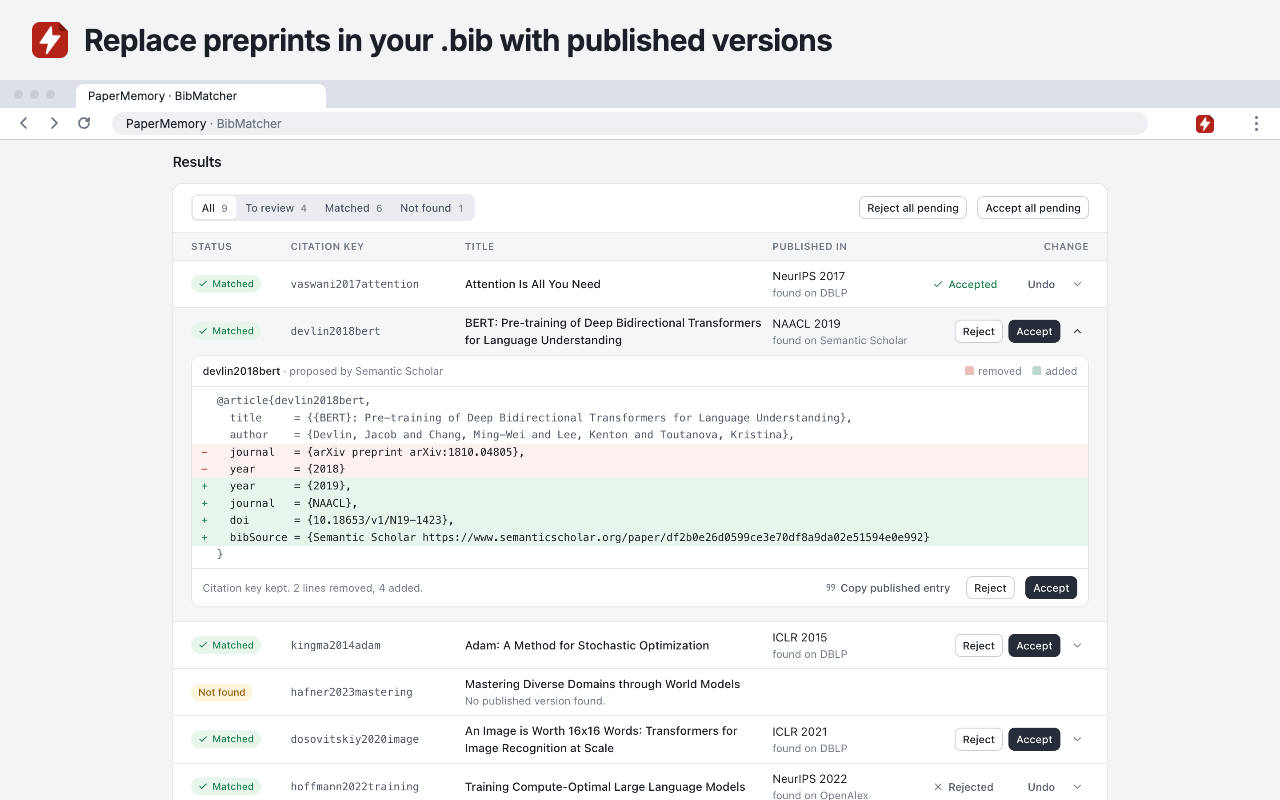 Replace preprints in your .bib with published versions
PaperMemory · BibMatcher
PaperMemory · BibMatcher
Results
All 9 To review 4 Matched 6 Not found 1 Reject all pending Accept all pending
STATUS CITATION KEY TITLE PUBLISHED IN CHANGE
Matched vaswani2017attention Attention Is All You Need NeurIPS 2017 Accepted Undo
found on DBLP
Matched devlin2018bert BERT: Pre-training of Deep Bidirectional Transformers NAACL 2019 Reject Accept
for Language Understanding found on Semantic Scholar
devlin2018bert · proposed by Semantic Scholar removed added
@article{devlin2018bert,
title = {{BERT}: Pre-training of Deep Bidirectional Transformers for Language Understanding},
author = {Devlin, Jacob and Chang, Ming-Wei and Lee, Kenton and Toutanova, Kristina},
− journal = {arXiv preprint arXiv:1810.04805},
− year = {2018}
+ year = {2019},
+ journal = {NAACL},
+ doi = {10.18653/v1/N19-1423},
+ bibSource = {Semantic Scholar https://www.semanticscholar.org/paper/df2b0e26d0599ce3e70df8a9da02e51594e0e992}
}
Citation key kept. 2 lines removed, 4 added. Copy published entry Reject Accept
Matched kingma2014adam Adam: A Method for Stochastic Optimization ICLR 2015 Reject Accept
found on DBLP
Not found hafner2023mastering Mastering Diverse Domains through World Models
No published version found.
Matched dosovitskiy2020image An Image is Worth 16x16 Words: Transformers for ICLR 2021 Reject Accept
Image Recognition at Scale found on DBLP
Matched hoffmann2022training Training Compute-Optimal Large Language Models NeurIPS 2022 Rejected Undo
found on OpenAlex